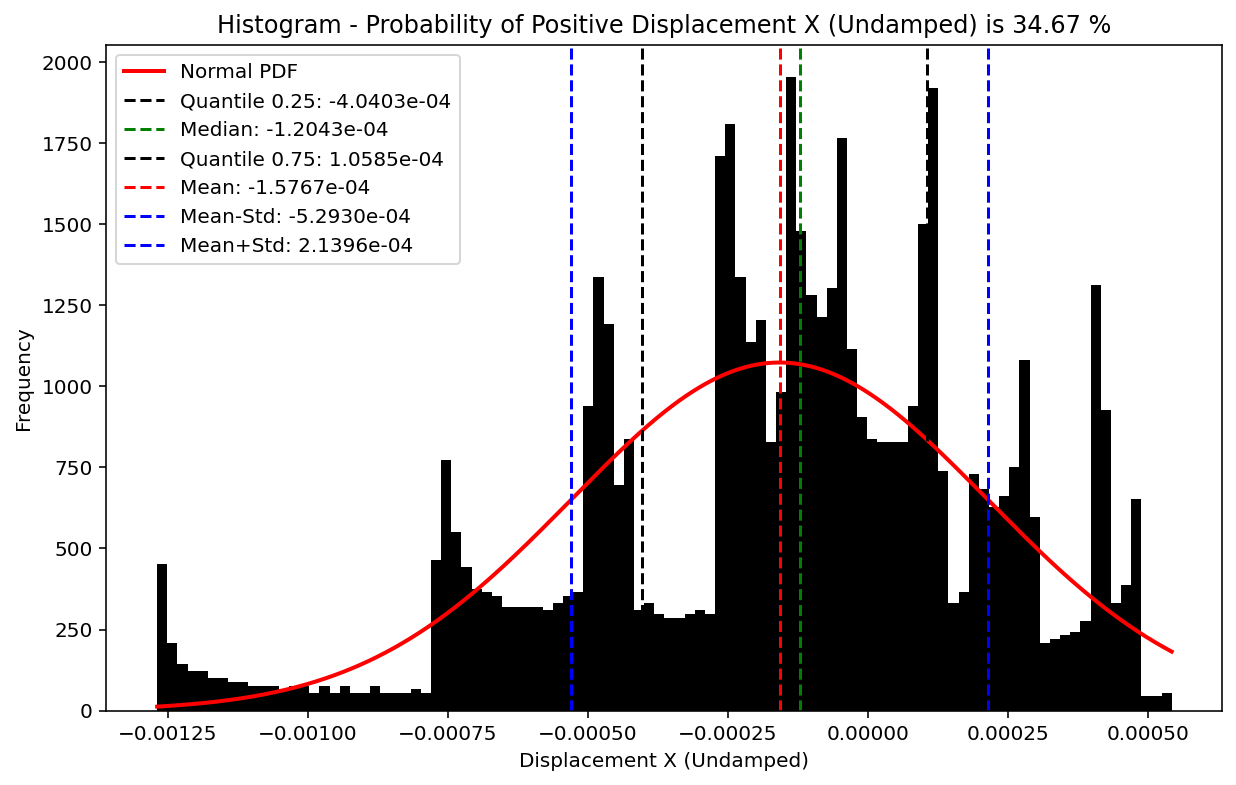 Histogram - Probability of Positive Displacement X (Undamped) is 34.67 %
Normal PDF
Quantile 0.25: -4.0403e-04
Median: -1.2043e-04
Quantile 0.75: 1.0585e-04
Mean: -1.5767e-04
Mean-Std: -5.2930e-04
Mean+Std: 2.1396e-04
2000
1750
1500
1250
1000
750
500
250
0
Frequency
−0.00125
−0.00100
−0.00075
−0.00050
−0.00025
0.00000
0.00025
0.00050
Displacement X (Undamped)